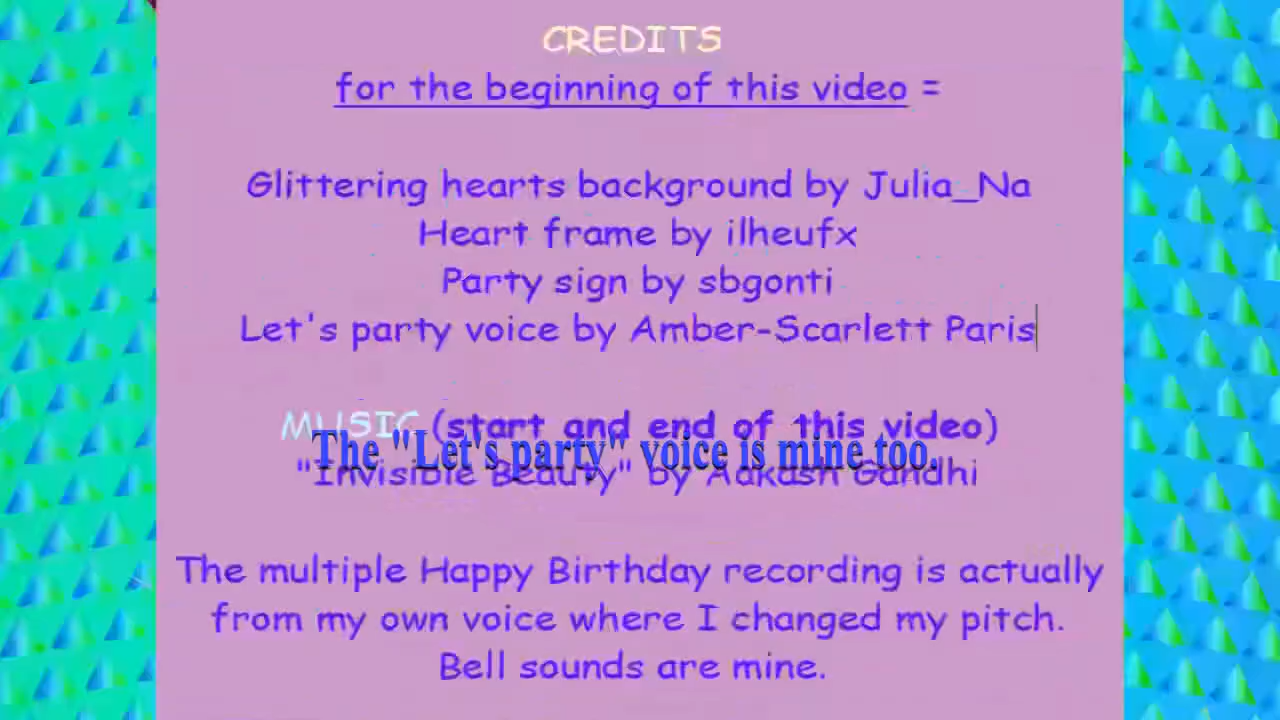 CREDITS
for the beginning of this video =
Glittering hearts background by Julia_Na
Heart frame by ilheufx
Party sign by sbgonti
Let's party voice by Amber-Scarlett Paris
MUSIC (start and end of this video)
The "Let's party" voice is mine too.
"Invisible Beauty" by Aakash Gandhi
The multiple Happy Birthday recording is actually
from my own voice where I changed my pitch.
Bell sounds are mine.